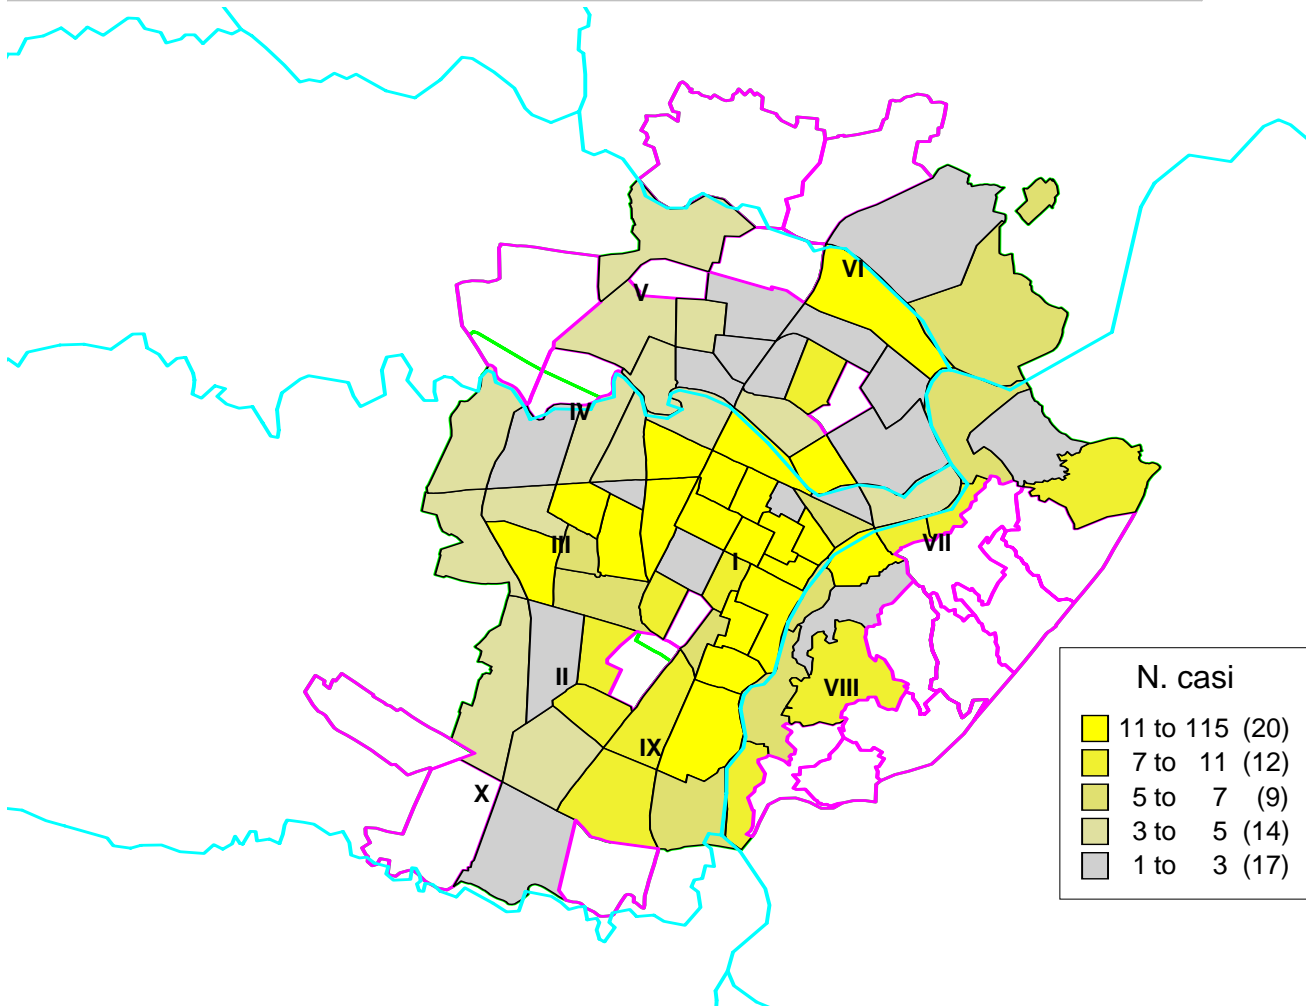 VI
V
IV
III
I
VII
II
VIII
IX
X
N. casi
11 to 115 (20)
7 to 11 (12)
5 to 7 (9)
3 to 5 (14)
1 to 3 (17)